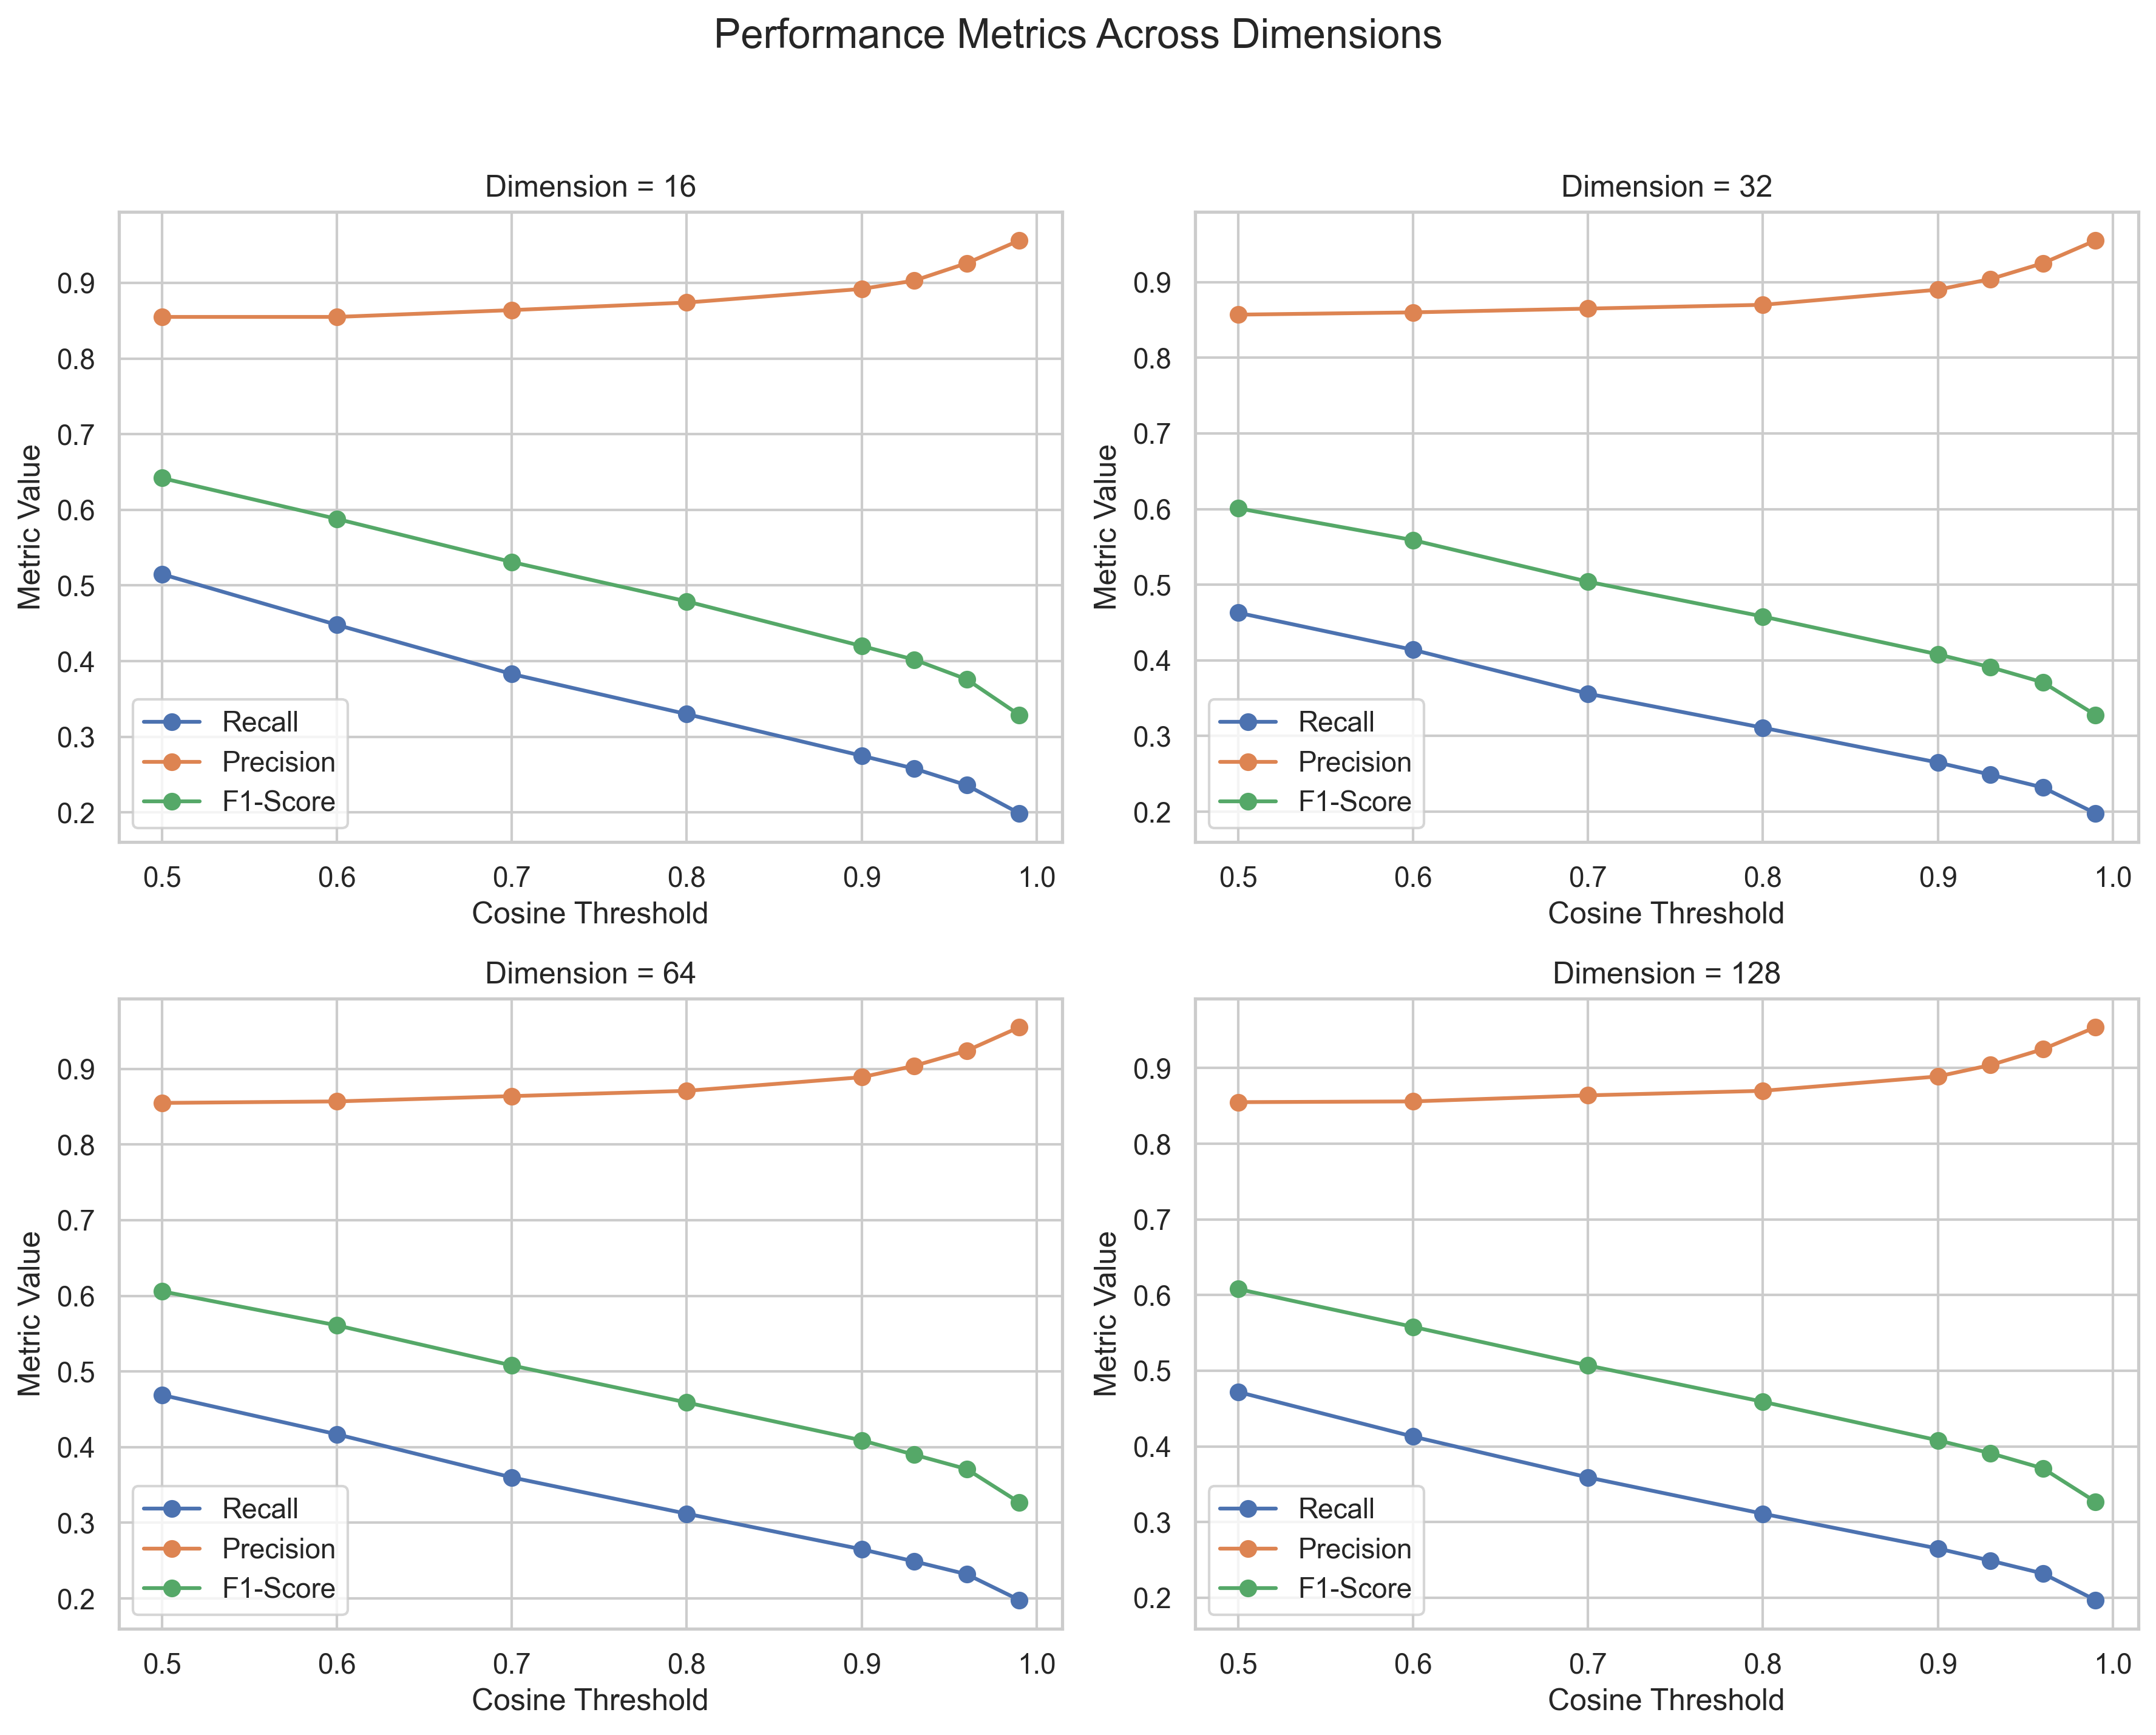 Performance Metrics Across Dimensions
Dimension = 16
Metric Value
0.9
0.8
0.7
0.6
0.5
0.4
0.3
0.2
Recall
Precision
F1-Score
0.5 0.6 0.7 0.8 0.9 1.0
Cosine Threshold
Dimension = 32
Metric Value
0.9
0.8
0.7
0.6
0.5
0.4
0.3
0.2
Recall
Precision
F1-Score
0.5 0.6 0.7 0.8 0.9 1.0
Cosine Threshold
Dimension = 64
Metric Value
0.9
0.8
0.7
0.6
0.5
0.4
0.3
0.2
Recall
Precision
F1-Score
0.5 0.6 0.7 0.8 0.9 1.0
Cosine Threshold
Dimension = 128
Metric Value
0.9
0.8
0.7
0.6
0.5
0.4
0.3
0.2
Recall
Precision
F1-Score
0.5 0.6 0.7 0.8 0.9 1.0
Cosine Threshold